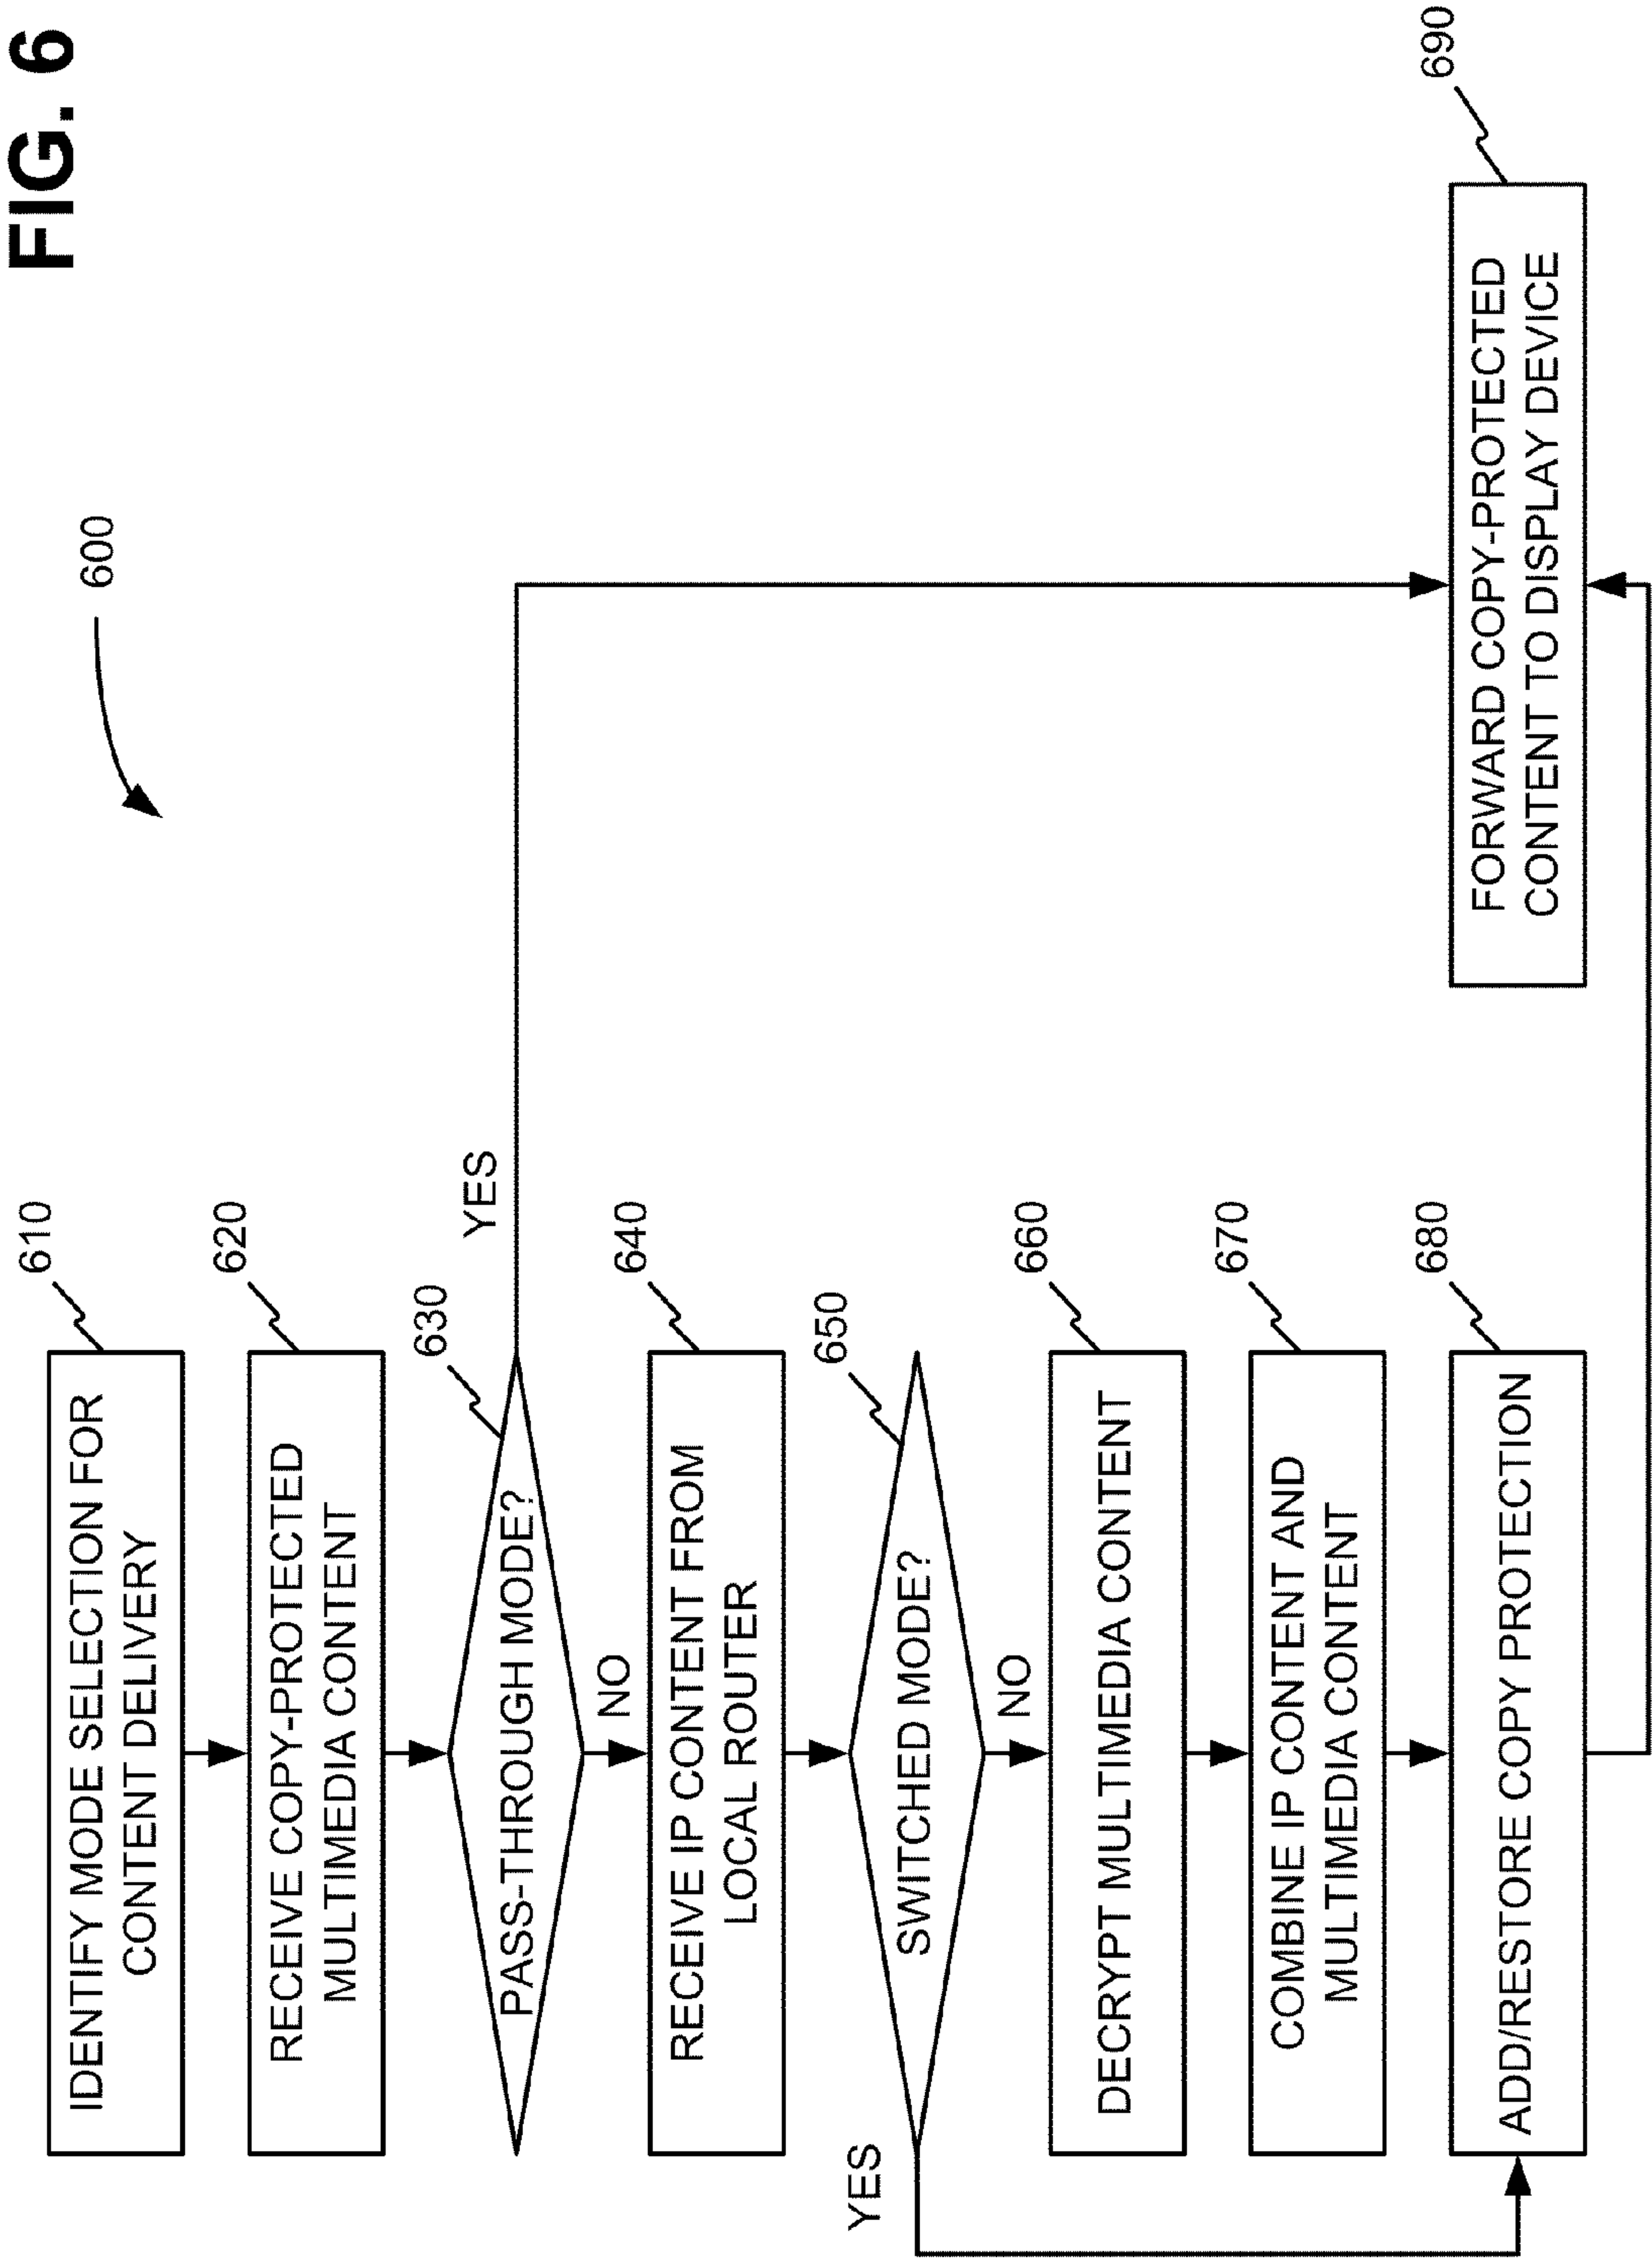 FIG. 6
600
610
IDENTIFY MODE SELECTION FOR
CONTENT DELIVERY
620
RECEIVE COPY-PROTECTED
MULTIMEDIA CONTENT
630
PASS-THROUGH MODE?
YES
NO
640
RECEIVE IP CONTENT FROM
LOCAL ROUTER
650
SWITCHED MODE?
YES
NO
660
DECRYPT MULTIMEDIA CONTENT
670
COMBINE IP CONTENT AND
MULTIMEDIA CONTENT
680
ADD/RESTORE COPY PROTECTION
690
FORWARD COPY-PROTECTED
CONTENT TO DISPLAY DEVICE